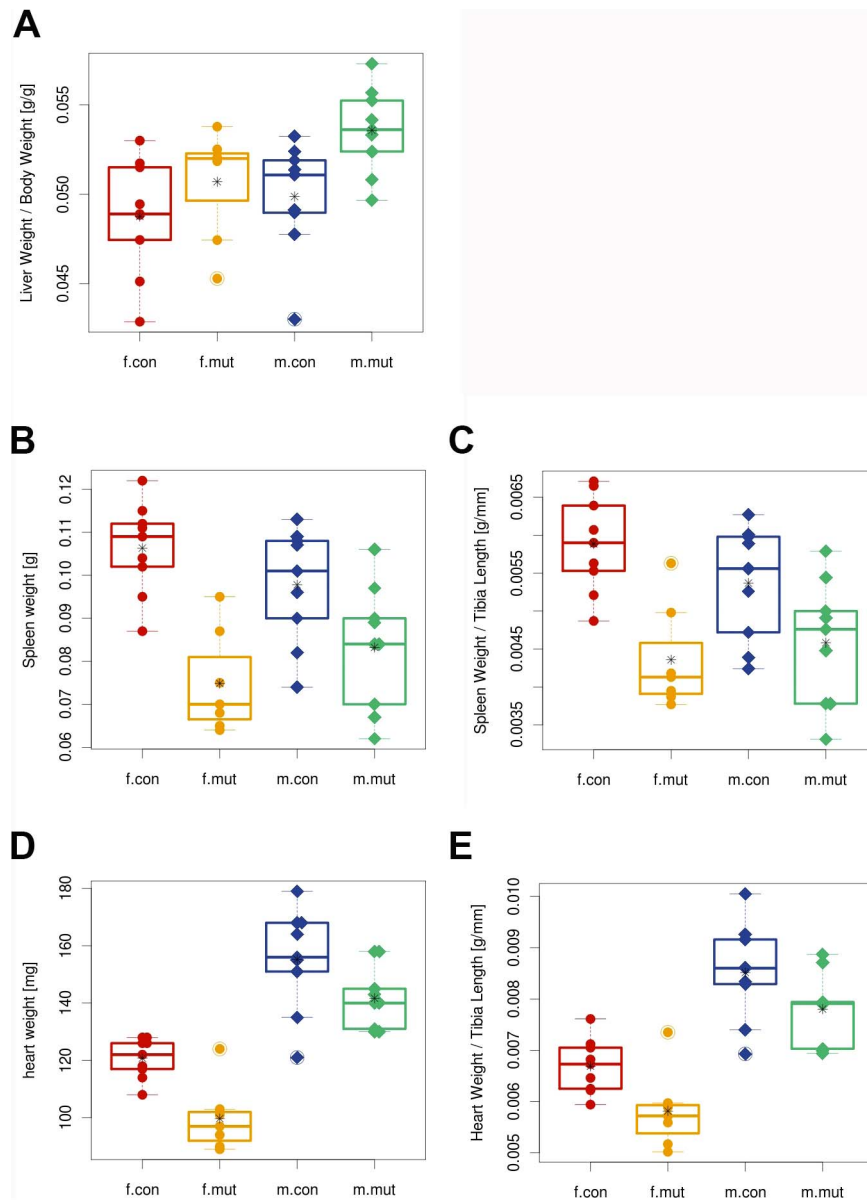 A
Liver Weight / Body Weight [g/g]
0.055
0.050
0.045
f.con f.mut m.con m.mut
B
Spleen weight [g]
0.12
0.11
0.10
0.09
0.08
0.07
0.06
f.con f.mut m.con m.mut
C
Spleen Weight / Tibia Length [g/mm]
0.0065
0.0055
0.0045
0.0035
f.con f.mut m.con m.mut
D
heart weight [mg]
180
160
140
120
100
f.con f.mut m.con m.mut
E
Heart Weight / Tibia Length [g/mm]
0.010
0.009
0.008
0.007
0.006
0.005
f.con f.mut m.con m.mut